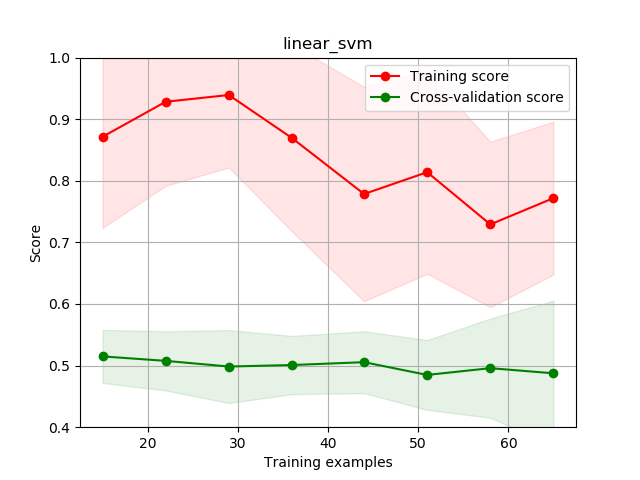 linear_svm
Training score
Cross-validation score
1.0
0.9
0.8
0.7
0.6
0.5
0.4
Score
20 30 40 50 60
Training examples